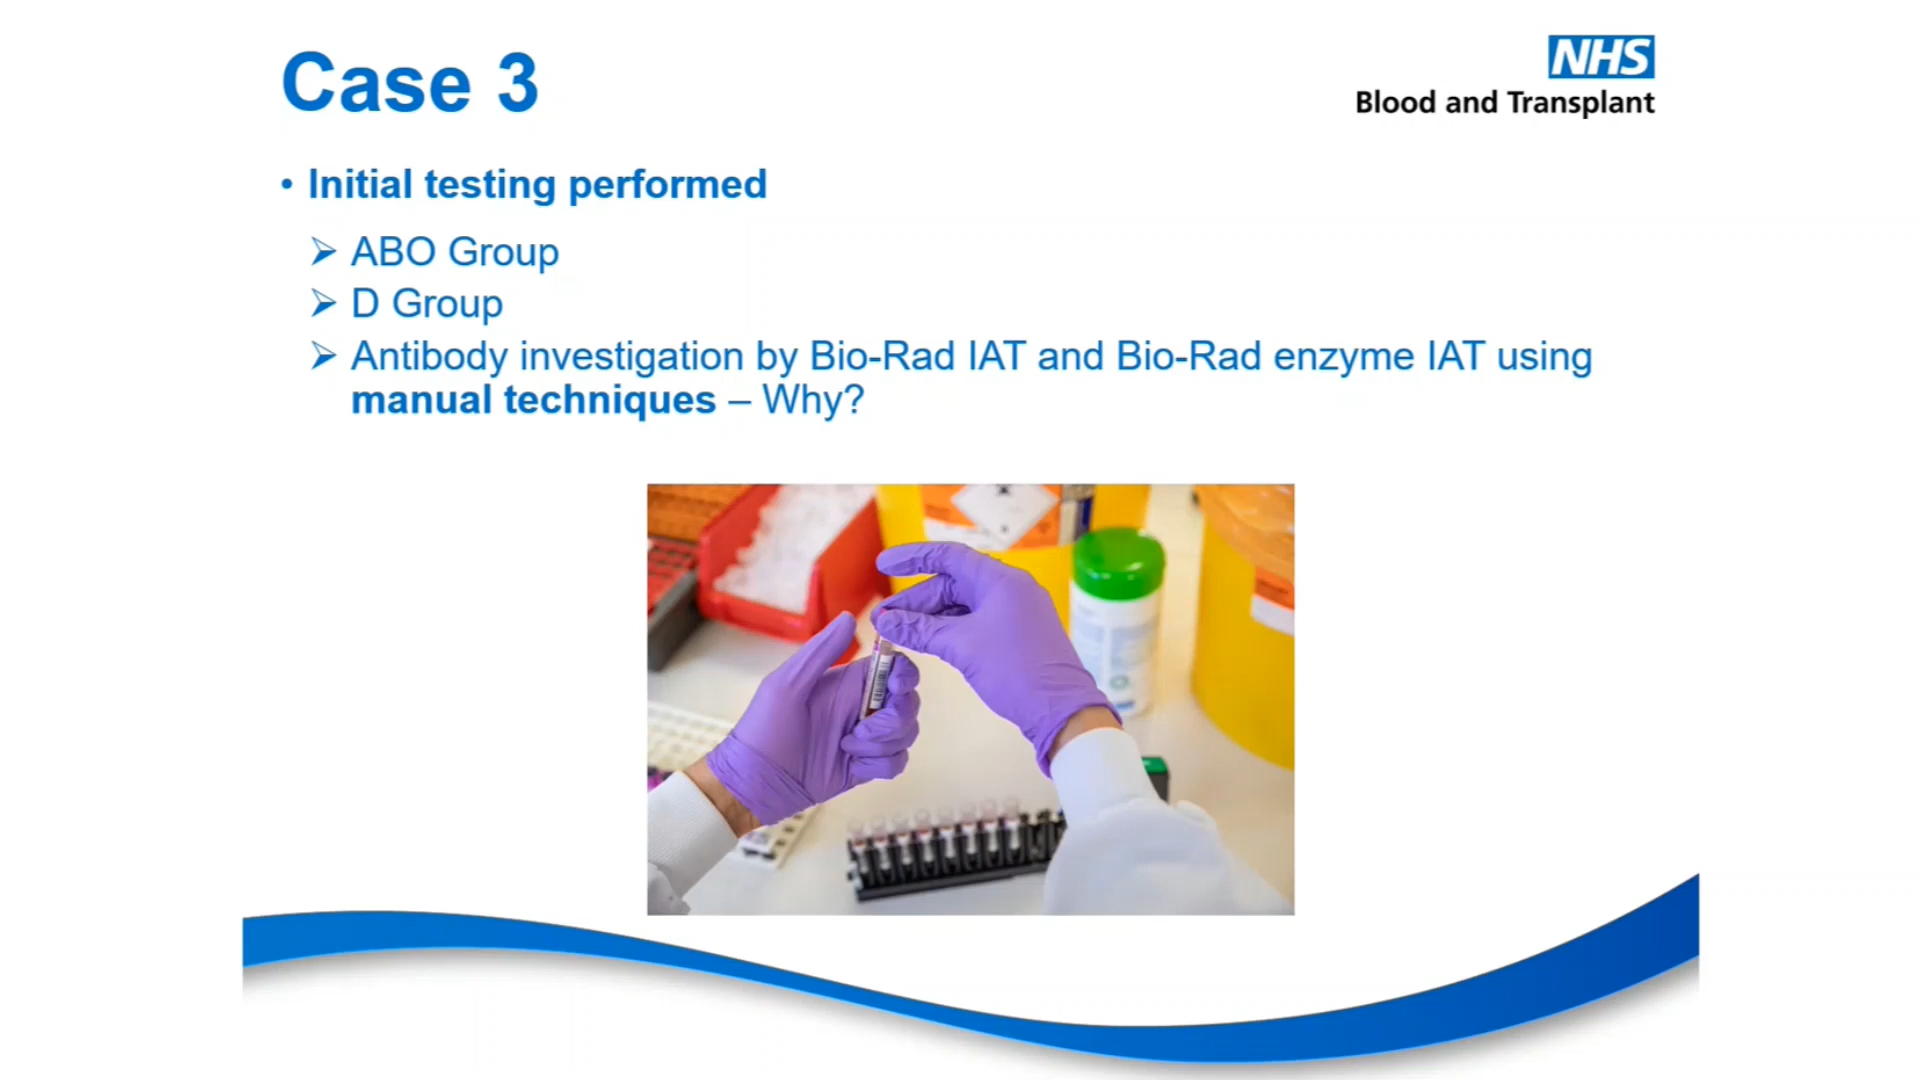 Case 3
NHS
Blood and Transplant
• Initial testing performed
➢ ABO Group
➢ D Group
➢ Antibody investigation by Bio-Rad IAT and Bio-Rad enzyme IAT using
manual techniques – Why?